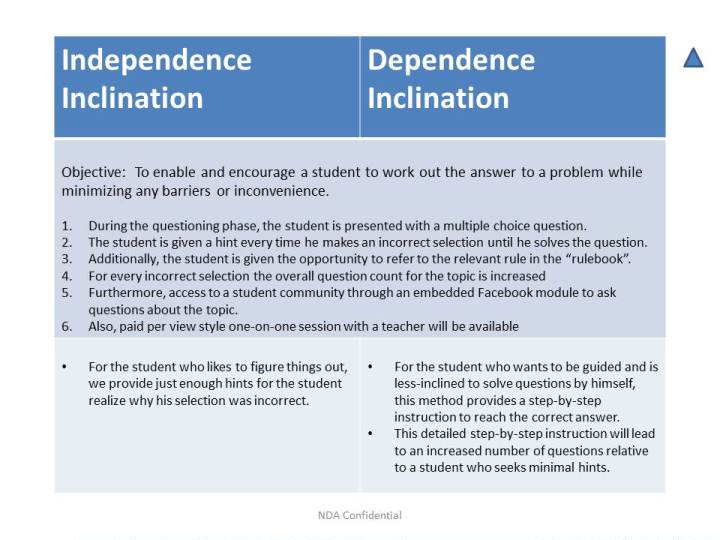 Independence
Inclination
Dependence
Inclination
Objective:  To enable and encourage a student to work out the answer to a problem while
minimizing any barriers or inconvenience.
1. During the questioning phase, the student is presented with a multiple choice question.
2. The student is given a hint every time he makes an incorrect selection until he solves the question.
3. Additionally, the student is given the opportunity to refer to the relevant rule in the “rulebook”.
4. For every incorrect selection the overall question count for the topic is increased
5. Furthermore, access to a student community through an embedded Facebook module to ask
questions about the topic.
6. Also, paid per view style one-on-one session with a teacher will be available
• For the student who likes to figure things out,
we provide just enough hints for the student
realize why his selection was incorrect.
• For the student who wants to be guided and is
less-inclined to solve questions by himself,
this method provides a step-by-step
instruction to reach the correct answer.
• This detailed step-by-step instruction will lead
to an increased number of questions relative
to a student who seeks minimal hints.
NDA Confidential